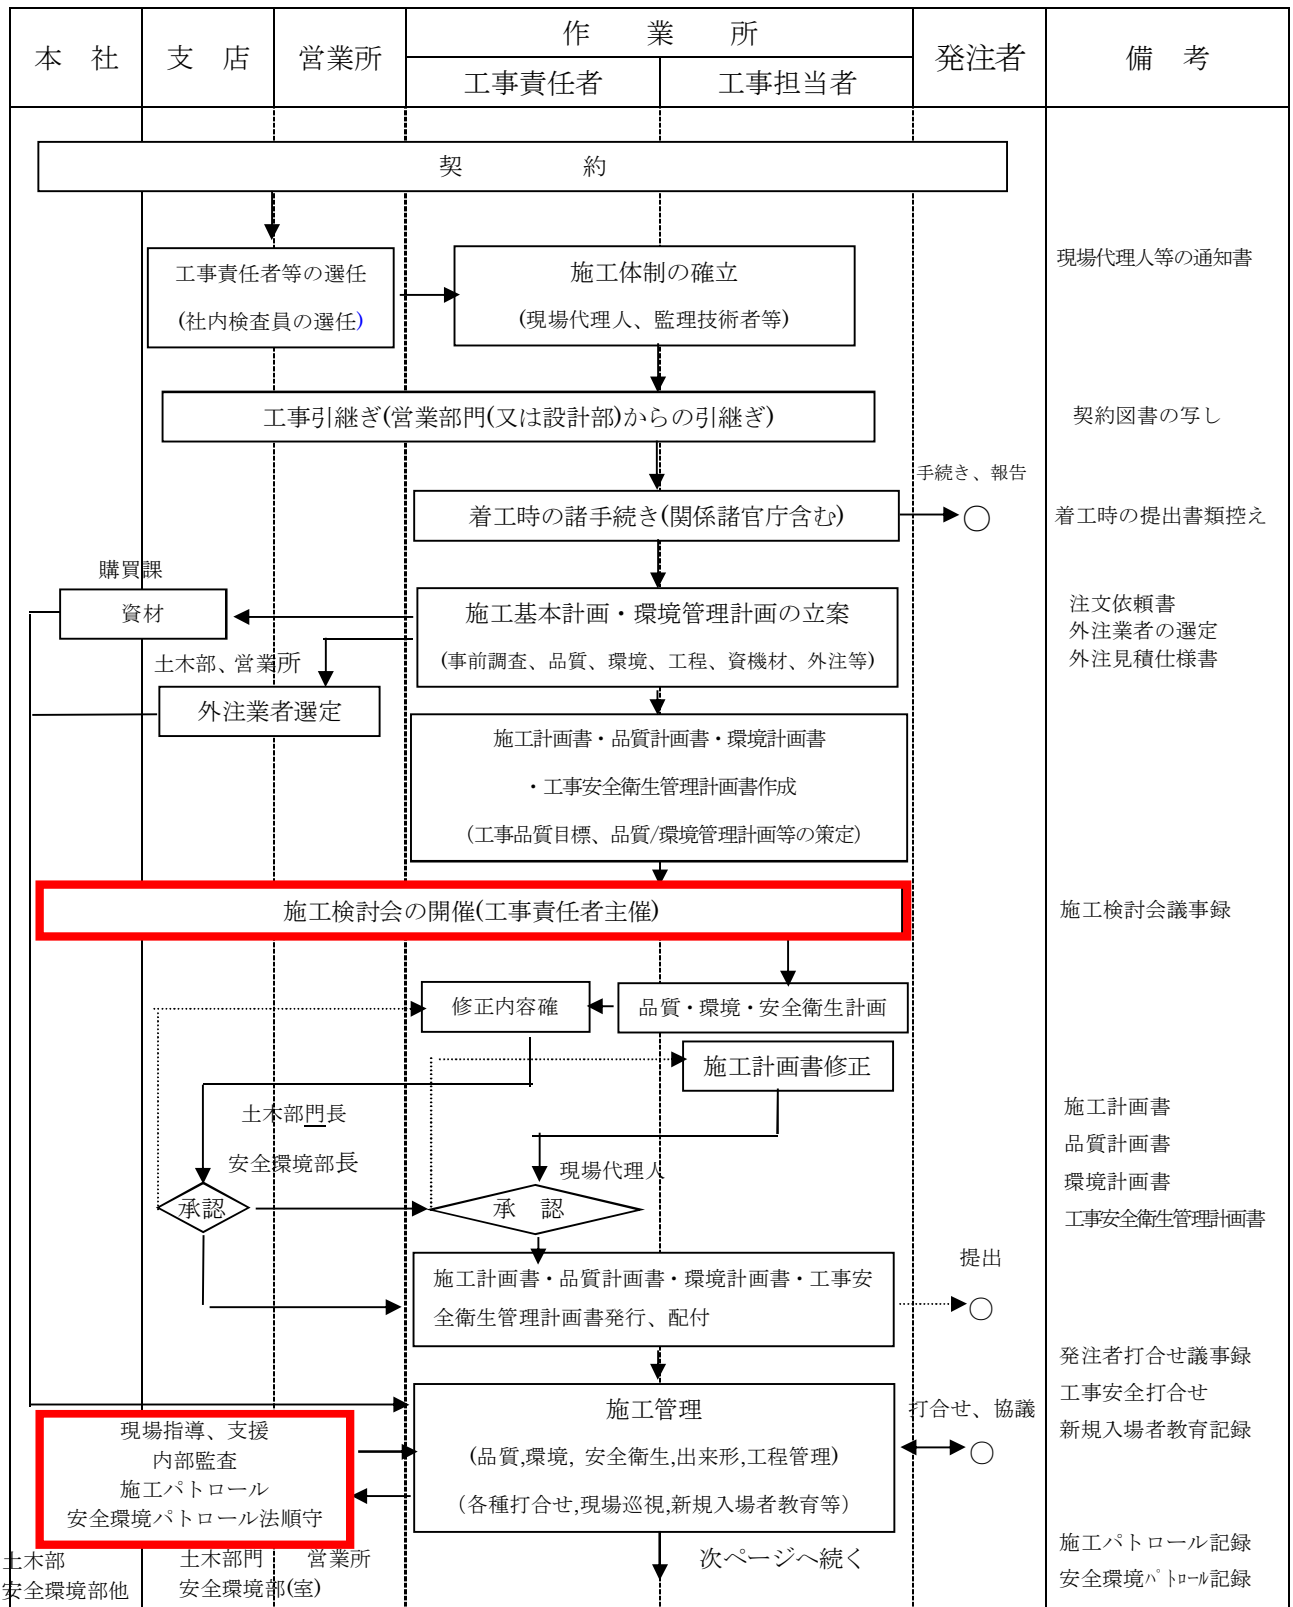 本　社
支　店
営業所
作　業　所
工事責任者
工事担当者
発注者
備　考
契　　　約
工事責任者等の選任
(社内検査員の選任)
施工体制の確立
(現場代理人、監理技術者等)
現場代理人等の通知書
工事引継ぎ(営業部門(又は設計部)からの引継ぎ)
契約図書の写し
手続き、報告
着工時の諸手続き(関係諸官庁含む)
着工時の提出書類控え
購買課
資材
施工基本計画・環境管理計画の立案
(事前調査、品質、環境、工程、資機材、外注等)
注文依頼書
外注業者の選定
外注見積仕様書
土木部、営業所
外注業者選定
施工計画書・品質計画書・環境計画書
・工事安全衛生管理計画書作成
(工事品質目標、品質/環境管理計画等の策定)
施工検討会の開催(工事責任者主催)
施工検討会議事録
修正内容確
品質・環境・安全衛生計画
施工計画書修正
土木部門長
安全環境部長
現場代理人
承認
承　認
施工計画書
品質計画書
環境計画書
工事安全衛生管理計画書
施工計画書・品質計画書・環境計画書・工事安
全衛生管理計画書発行、配付
提出
発注者打合せ議事録
工事安全打合せ
新規入場者教育記録
施工管理
(品質,環境, 安全衛生,出来形,工程管理)
(各種打合せ,現場巡視,新規入場者教育等)
打合せ、協議
現場指導、支援
内部監査
施工パトロール
安全環境パトロール法順守
土木部
安全環境部他
土木部門
安全環境部(室)
営業所
次ページへ続く
施工パトロール記録
安全環境ﾊﾟﾄﾛｰﾙ記録